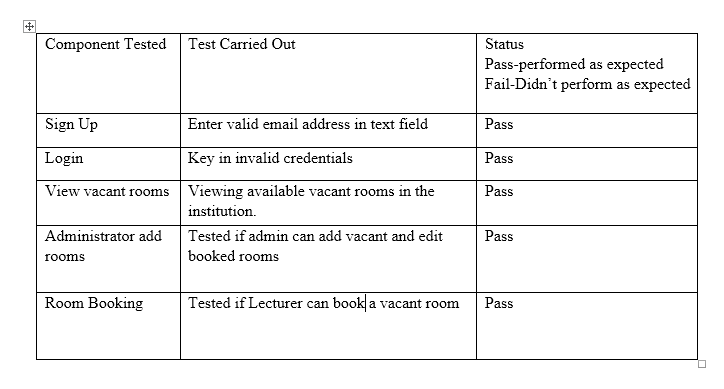 Component Tested Test Carried Out Status
Pass-performed as expected
Fail-Didn't perform as expected
Sign Up Enter valid email address in text field Pass
Login Key in invalid credentials Pass
View vacant rooms Viewing available vacant rooms in the Pass
institution.
Administrator add Tested if admin can add vacant and edit Pass
rooms booked rooms
Room Booking Tested if Lecturer can book a vacant room Pass